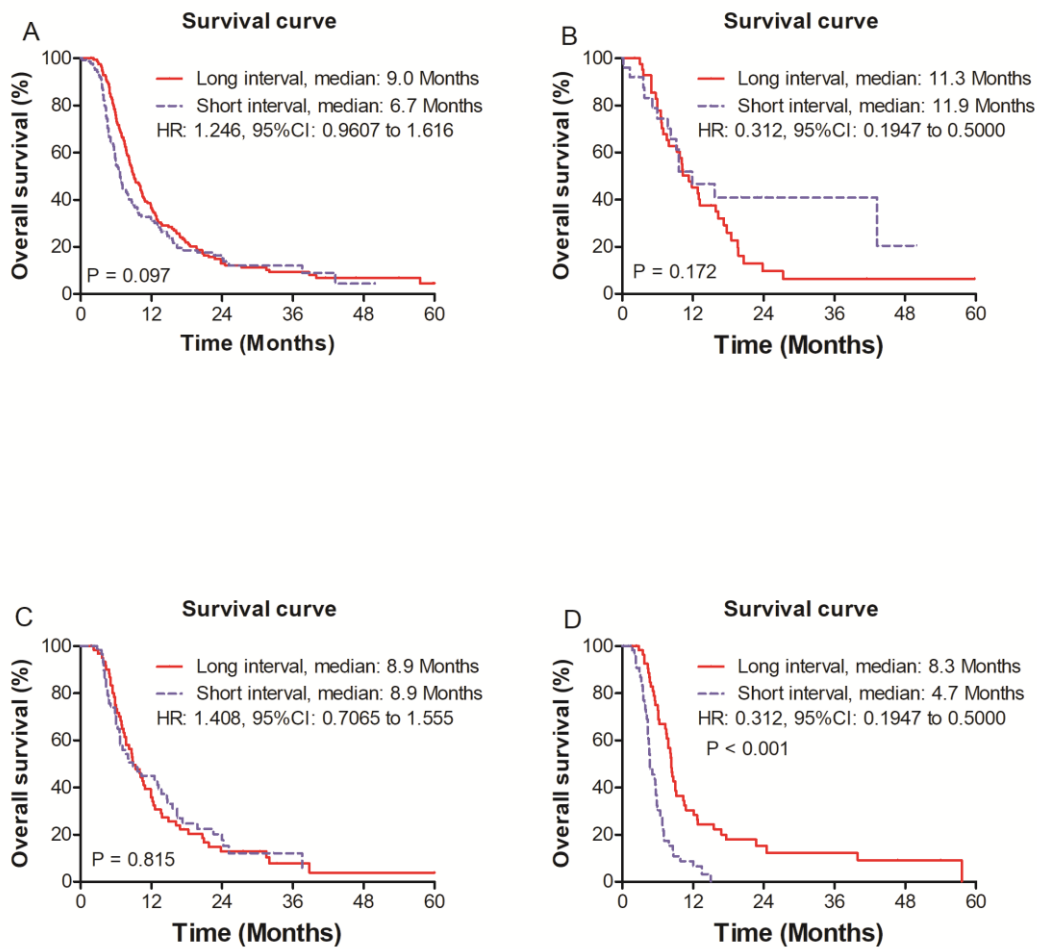 A
Survival curve
Overall survival (%)
100
80
60
40
20
0
Long interval, median: 9.0 Months
Short interval, median: 6.7 Months
HR: 1.246, 95%CI: 0.9607 to 1.616
P = 0.097
0 12 24 36 48 60
Time (Months)
B
Survival curve
Overall survival (%)
100
80
60
40
20
0
Long interval, median: 11.3 Months
Short interval, median: 11.9 Months
HR: 0.312, 95%CI: 0.1947 to 0.5000
P = 0.172
0 12 24 36 48 60
Time (Months)
C
Survival curve
Overall survival (%)
100
80
60
40
20
0
Long interval, median: 8.9 Months
Short interval, median: 8.9 Months
HR: 1.408, 95%CI: 0.7065 to 1.555
P = 0.815
0 12 24 36 48 60
Time (Months)
D
Survival curve
Overall survival (%)
100
80
60
40
20
0
Long interval, median: 8.3 Months
Short interval, median: 4.7 Months
HR: 0.312, 95%CI: 0.1947 to 0.5000
P < 0.001
0 12 24 36 48 60
Time (Months)